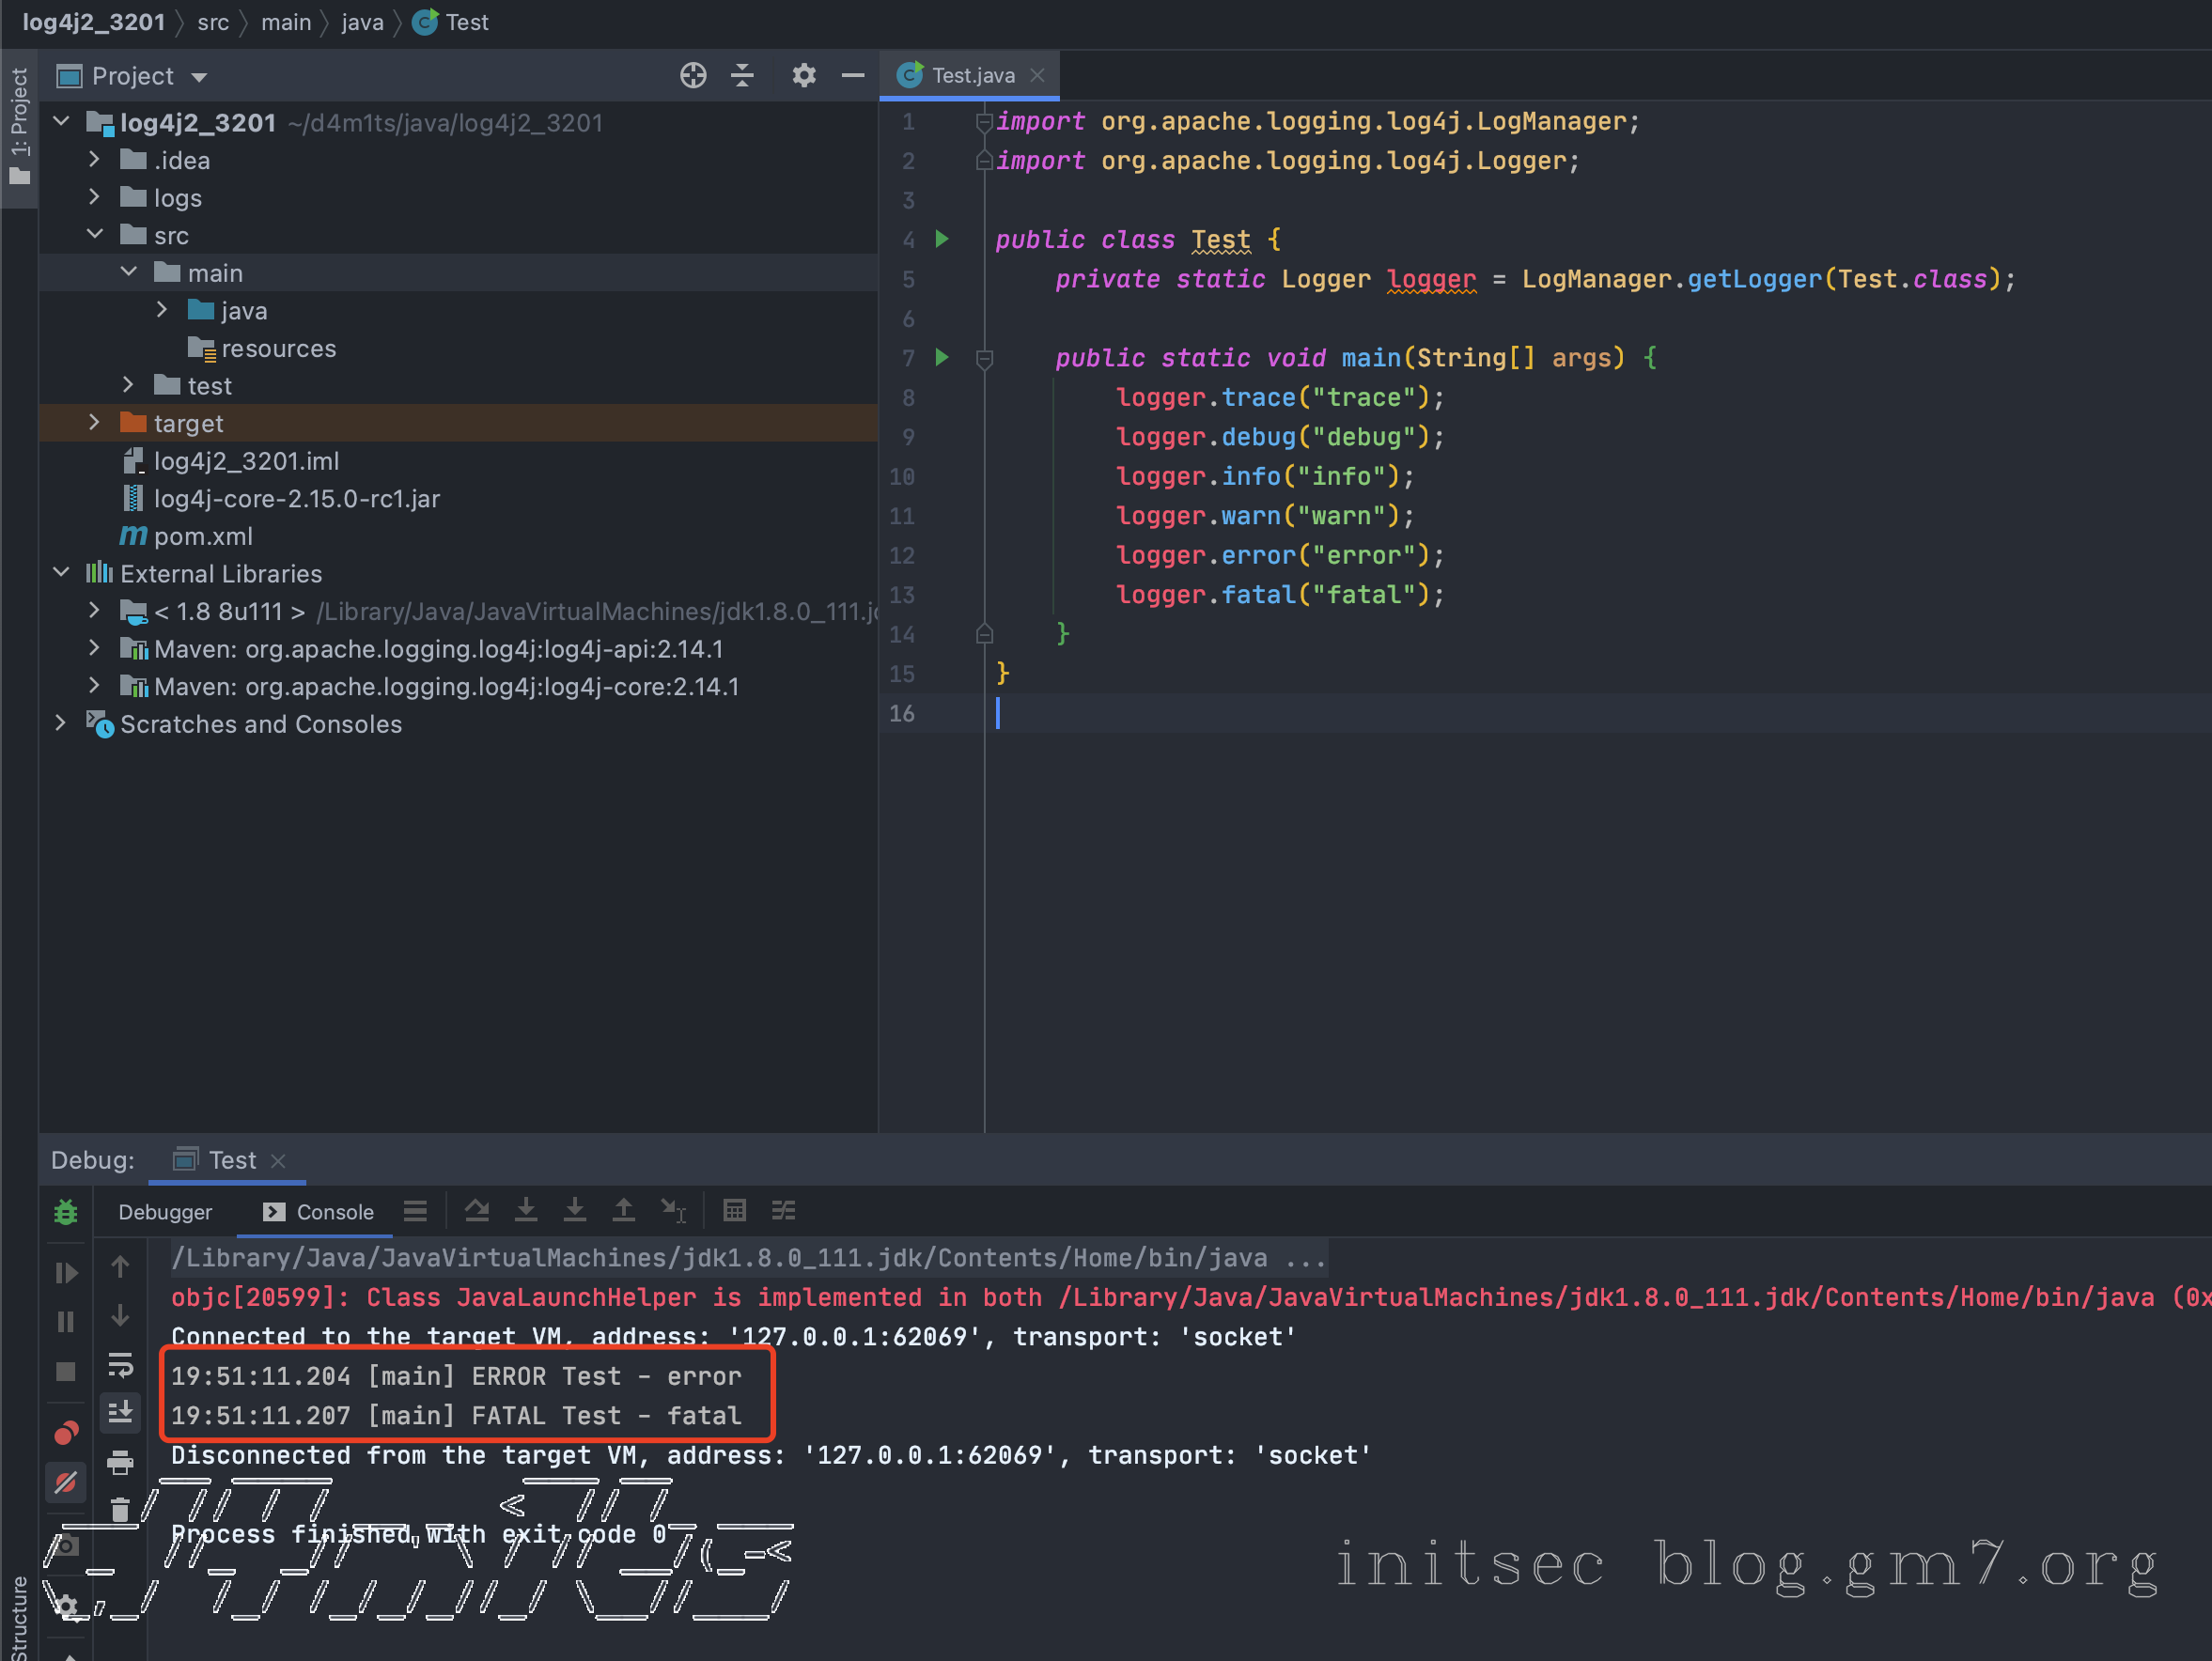 log4j2_3201 src main java Test
1: Project
Project
log4j2_3201 ~/d4m1ts/java/log4j2_3201
.idea
logs
src
main
java
resources
test
target
log4j2_3201.iml
log4j-core-2.15.0-rc1.jar
pom.xml
External Libraries
< 1.8 8u111 > /Library/Java/JavaVirtualMachines/jdk1.8.0_111.j
Maven: org.apache.logging.log4j:log4j-api:2.14.1
Maven: org.apache.logging.log4j:log4j-core:2.14.1
Scratches and Consoles
Test.java
1 import org.apache.logging.log4j.LogManager;
2 import org.apache.logging.log4j.Logger;
3
4 public class Test {
5 private static Logger logger = LogManager.getLogger(Test.class);
6
7 public static void main(String[] args) {
8 logger.trace("trace");
9 logger.debug("debug");
10 logger.info("info");
11 logger.warn("warn");
12 logger.error("error");
13 logger.fatal("fatal");
14 }
15 }
16
Debug: Test
Debugger Console
/Library/Java/JavaVirtualMachines/jdk1.8.0_111.jdk/Contents/Home/bin/java ...
objc[20599]: Class JavaLaunchHelper is implemented in both /Library/Java/JavaVirtualMachines/jdk1.8.0_111.jdk/Contents/Home/bin/java (0x
Connected to the target VM, address: '127.0.0.1:62069', transport: 'socket'
19:51:11.204 [main] ERROR Test - error
19:51:11.207 [main] FATAL Test - fatal
Disconnected from the target VM, address: '127.0.0.1:62069', transport: 'socket'
Process finished with exit code 0
d4m1ts
initsec blog.gm7.org
Structure